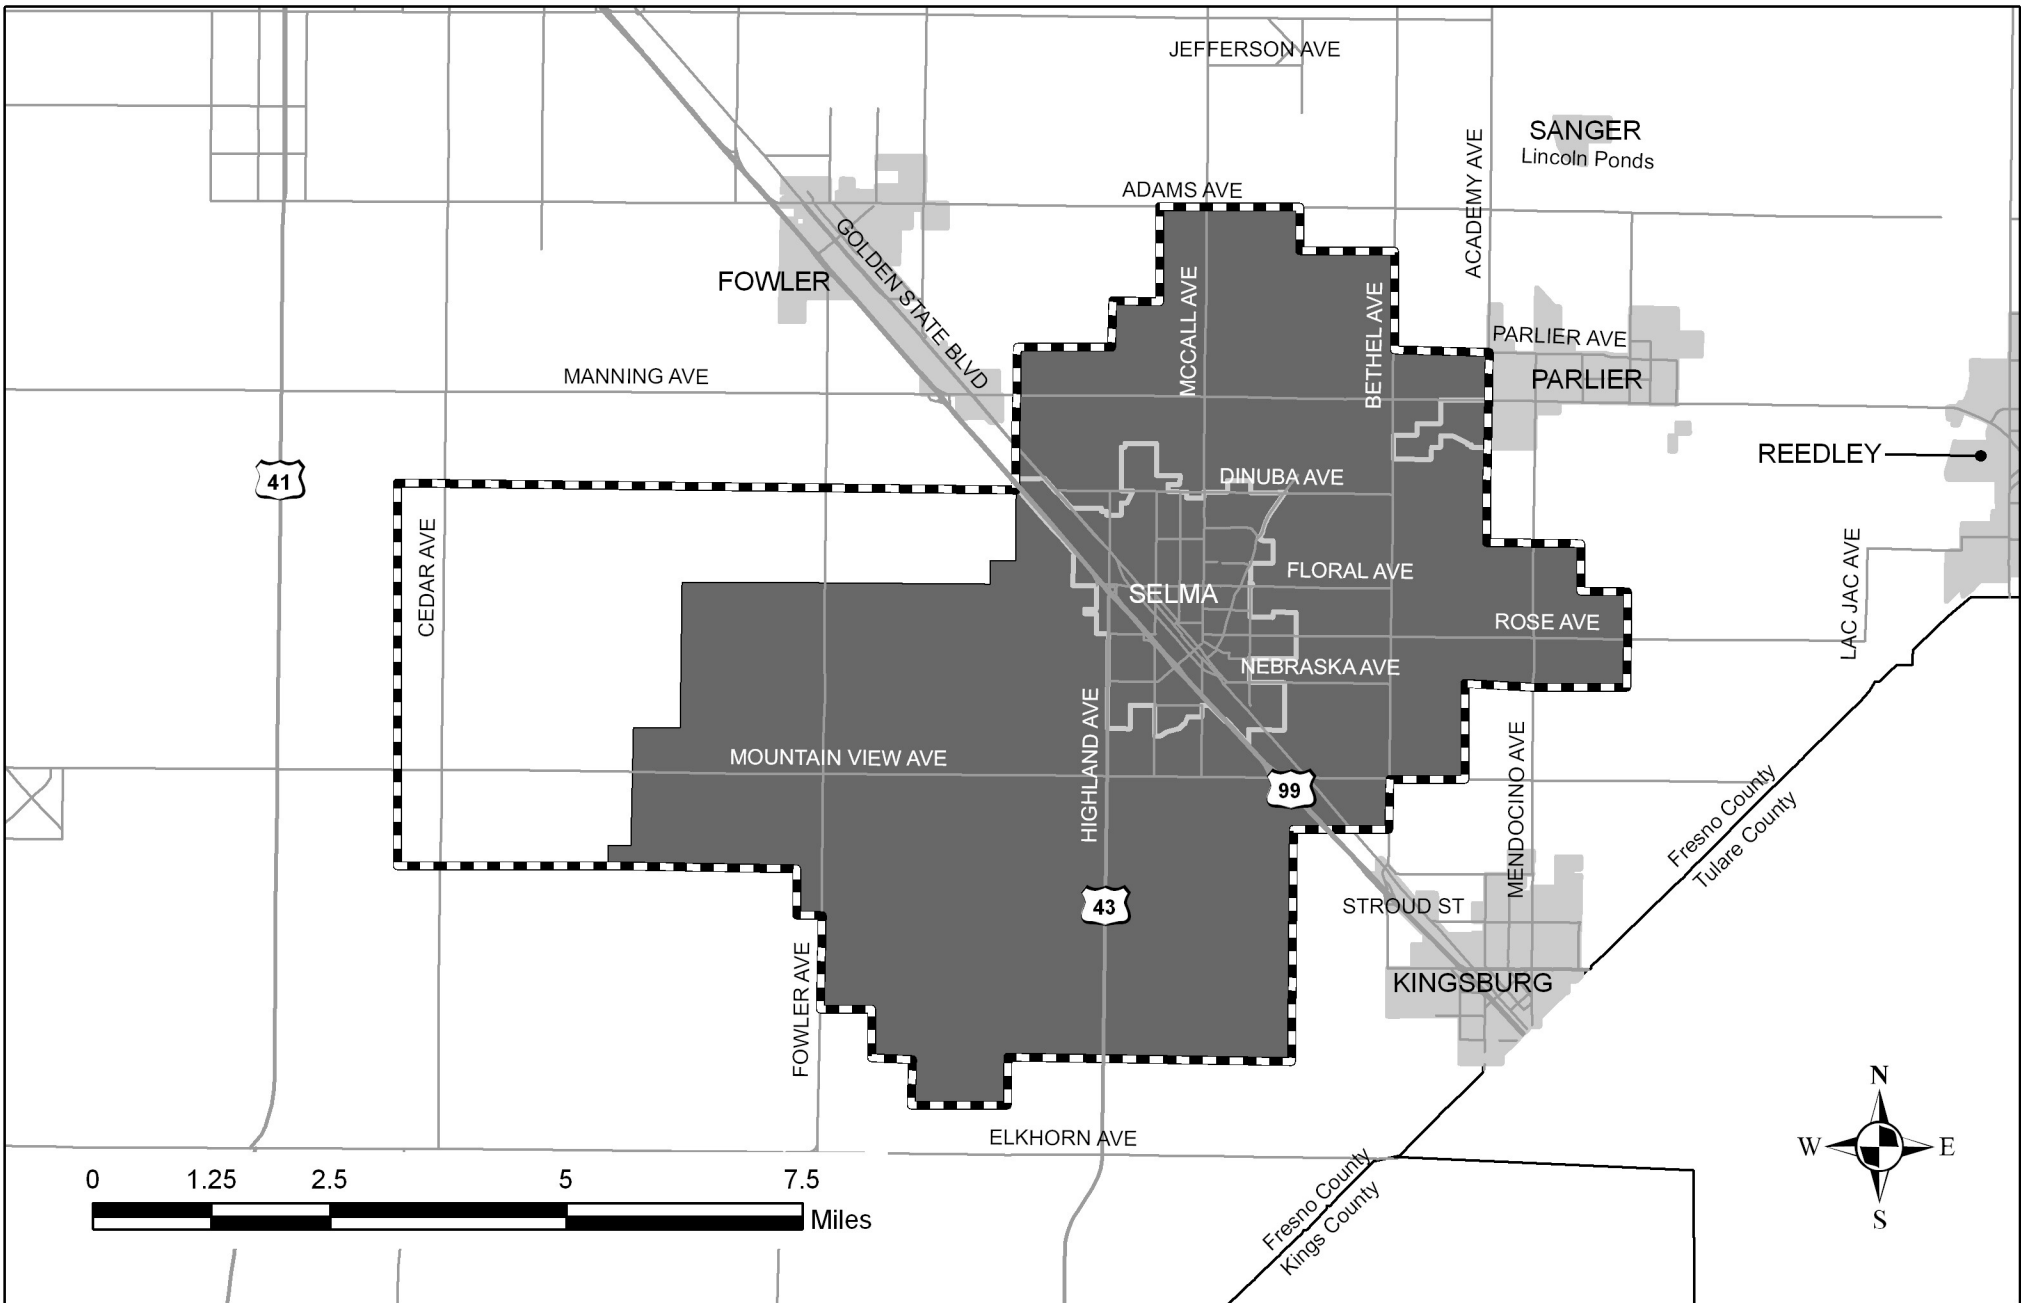 JEFFERSON AVE
SANGER
Lincoln Ponds
ACADEMY AVE
ADAMS AVE
GOLDEN STATE BLVD
FOWLER
MCCALL AVE
BETHEL AVE
PARLIER AVE
PARLIER
MANNING AVE
REEDLEY
41
DINUBA AVE
CEDAR AVE
FLORAL AVE
SELMA
LAC JAC AVE
ROSE AVE
NEBRASKA AVE
HIGHLAND AVE
MOUNTAIN VIEW AVE
MENDOCINO AVE
99
Fresno County
Tulare County
43
STROUD ST
KINGSBURG
FOWLER AVE
ELKHORN AVE
N
W
E
S
0 1.25 2.5 5 7.5
Miles
Fresno County
Kings County